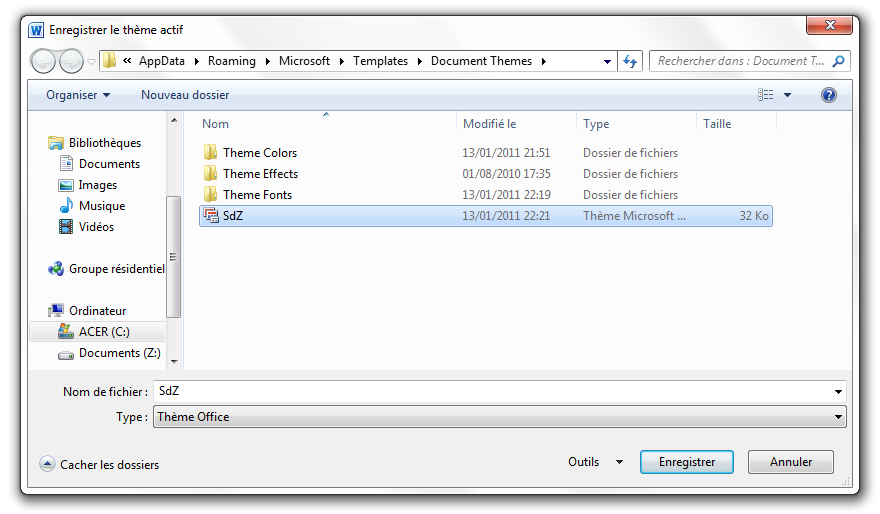 Enregistrer le thème actif
« AppData Roaming Microsoft Templates Document Themes
Rechercher dans : Document T...
Organiser Nouveau dossier
Nom Modifié le Type Taille
Bibliothèques
Documents
Images
Musique
Vidéos
Groupe résidentiel
Ordinateur
ACER (C:)
Documents (Z:)
Theme Colors 13/01/2011 21:51 Dossier de fichiers
Theme Effects 01/08/2010 17:35 Dossier de fichiers
Theme Fonts 13/01/2011 22:19 Dossier de fichiers
SdZ 13/01/2011 22:21 Thème Microsoft ... 32 Ko
Nom de fichier : SdZ
Type : Thème Office
Cacher les dossiers Outils Enregistrer Annuler